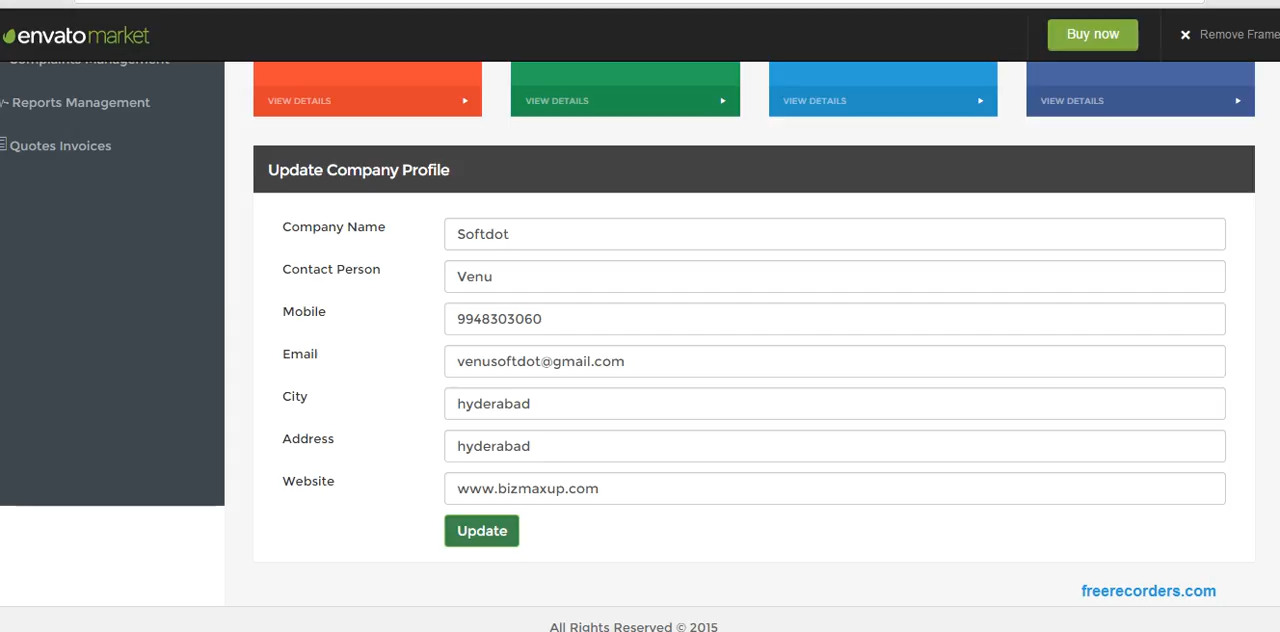 envatomarket
Buy now
Remove Frame
Complaints Management
Reports Management
Quotes Invoices
VIEW DETAILS
VIEW DETAILS
VIEW DETAILS
VIEW DETAILS
Update Company Profile
Company Name
Softdot
Contact Person
Venu
Mobile
9948303060
Email
venusoftdot@gmail.com
City
hyderabad
Address
hyderabad
Website
www.bizmaxup.com
Update
freerecorders.com
All Rights Reserved © 2015